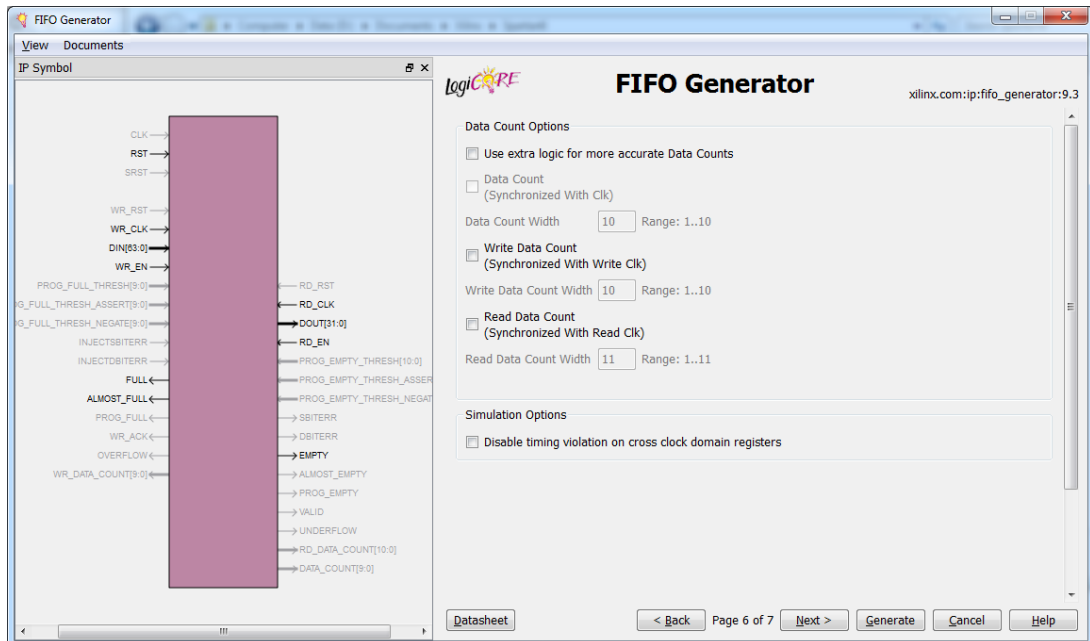 FIFO Generator
View Documents
IP Symbol
CLK
RST
SRST
WR_RST
WR_CLK
DIN[63:0]
WR_EN
PROG_FULL_THRESH[9:0]
G_FULL_THRESH_ASSERT[9:0]
G_FULL_THRESH_NEGATE[9:0]
INJECTSBITERR
INJECTDBITERR
FULL
ALMOST_FULL
PROG_FULL
WR_ACK
OVERFLOW
WR_DATA_COUNT[9:0]
RD_RST
RD_CLK
DOUT[31:0]
RD_EN
PROG_EMPTY_THRESH[10:0]
PROG_EMPTY_THRESH_ASSER
PROG_EMPTY_THRESH_NEGAT
SBITERR
DBITERR
EMPTY
ALMOST_EMPTY
PROG_EMPTY
VALID
UNDERFLOW
RD_DATA_COUNT[10:0]
DATA_COUNT[9:0]
logiCORE
FIFO Generator
xilinx.com:ip:fifo_generator:9.3
Data Count Options
Use extra logic for more accurate Data Counts
Data Count
(Synchronized With Clk)
Data Count Width 10 Range: 1..10
Write Data Count
(Synchronized With Write Clk)
Write Data Count Width 10 Range: 1..10
Read Data Count
(Synchronized With Read Clk)
Read Data Count Width 11 Range: 1..11
Simulation Options
Disable timing violation on cross clock domain registers
Datasheet < Back Page 6 of 7 Next > Generate Cancel Help